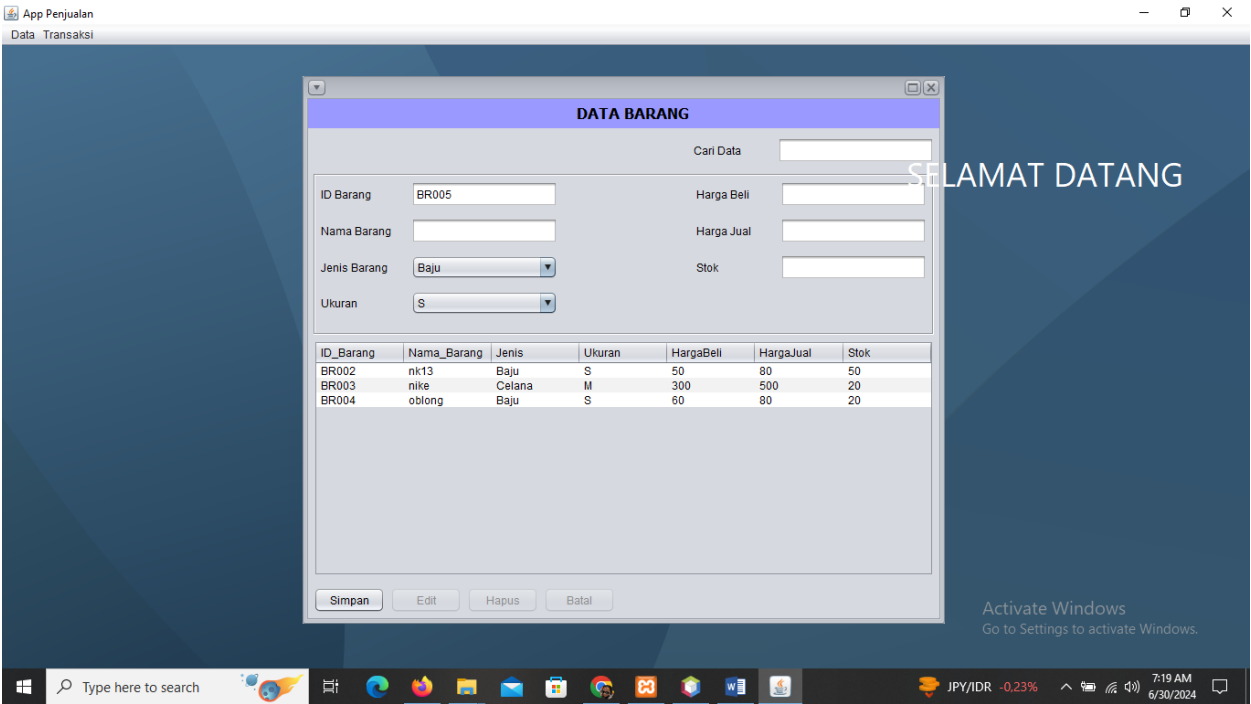 App Penjualan
Data Transaksi
DATA BARANG
Cari Data
SELAMAT DATANG
ID Barang BR005 Harga Beli
Nama Barang Harga Jual
Jenis Barang Baju Stok
Ukuran S
ID_Barang Nama_Barang Jenis Ukuran HargaBeli HargaJual Stok
BR002 nk13 Baju S 50 80 50
BR003 nike Celana M 300 500 20
BR004 oblong Baju S 60 80 20
Simpan Edit Hapus Batal
Activate Windows
Go to Settings to activate Windows.
Type here to search JPY/IDR -0,23% 7:19 AM
6/30/2024